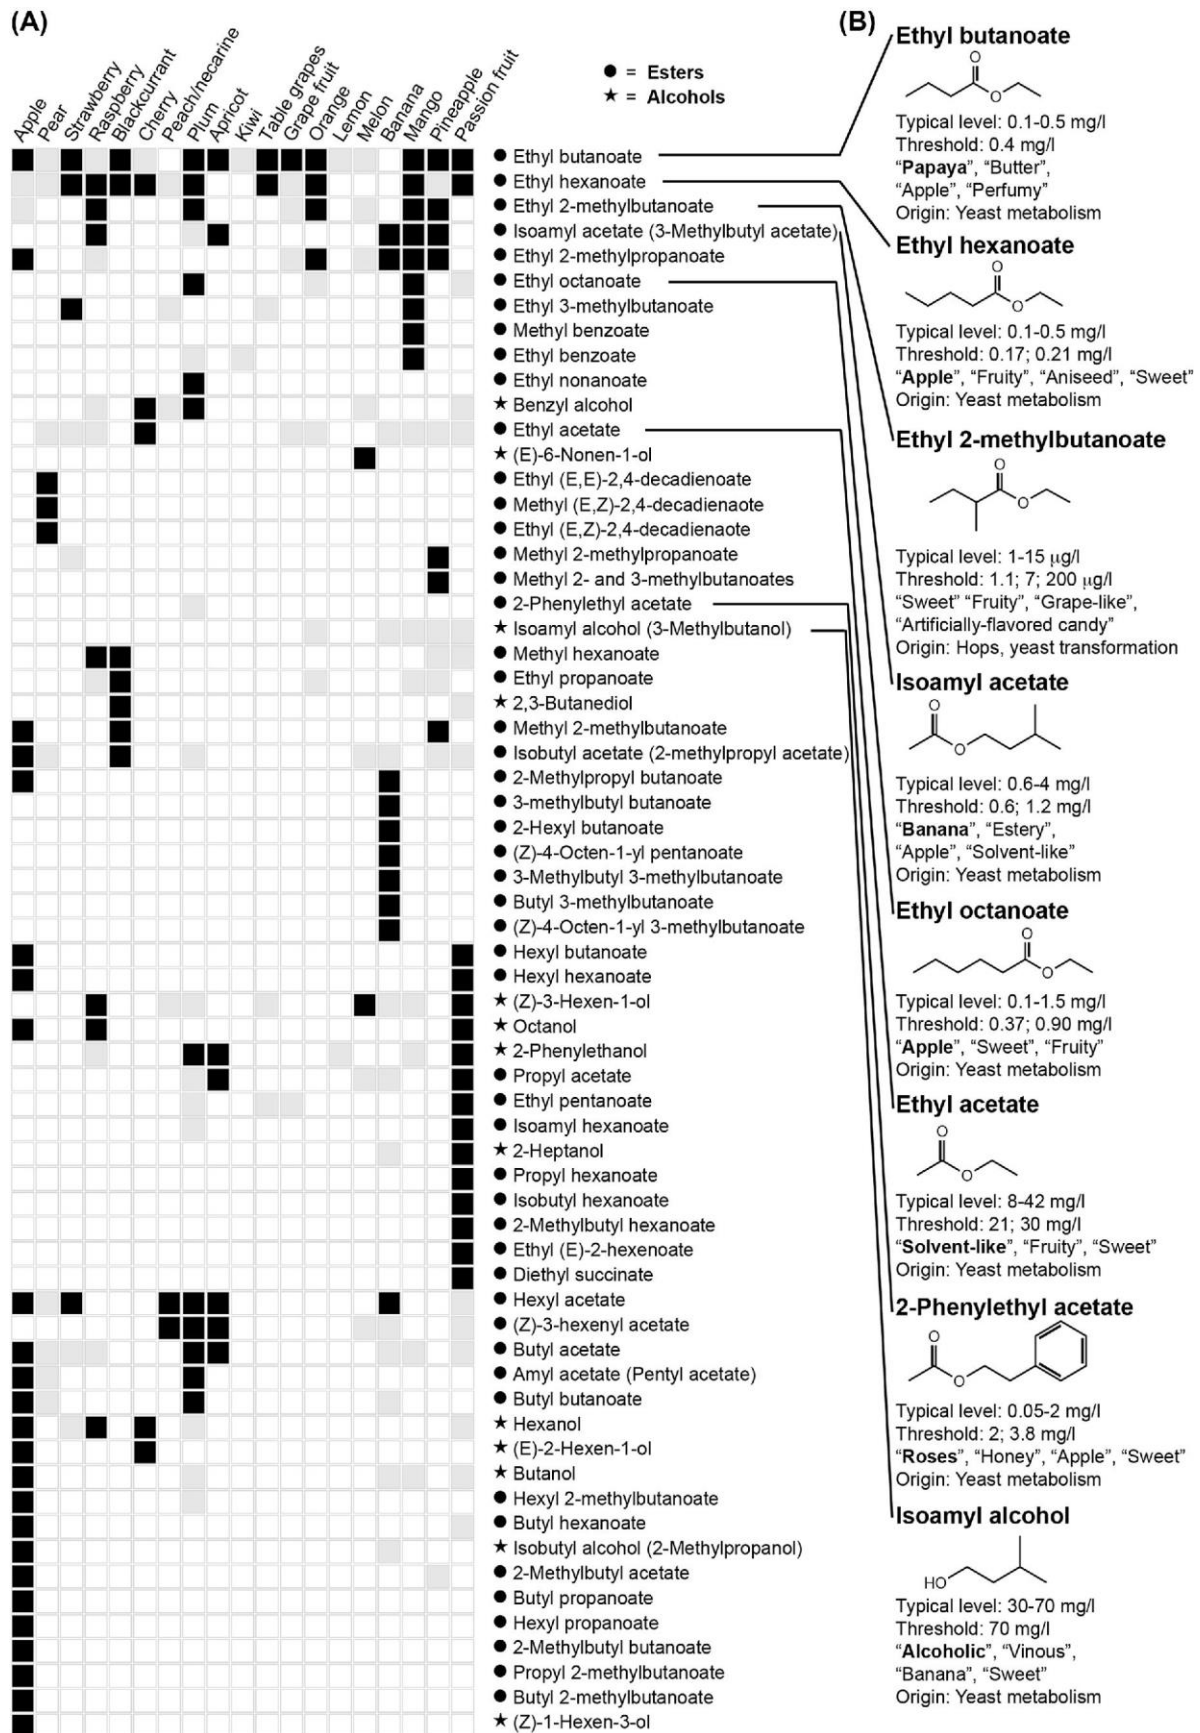 (A)
Apple
Pear
Strawberry
Raspberry
Blackcurrant
Cherry
Peach/necarine
Plum
Apricot
Kiwi
Table grapes
Grape fruit
Orange
Lemon
Melon
Banana
Mango
Pineapple
Passion fruit
● = Esters
★ = Alcohols
● Ethyl butanoate
● Ethyl hexanoate
● Ethyl 2-methylbutanoate
● Isoamyl acetate (3-Methylbutyl acetate)
● Ethyl 2-methylpropanoate
● Ethyl octanoate
● Ethyl 3-methylbutanoate
● Methyl benzoate
● Ethyl benzoate
● Ethyl nonanoate
★ Benzyl alcohol
● Ethyl acetate
★ (E)-6-Nonen-1-ol
● Ethyl (E,E)-2,4-decadienoate
● Methyl (E,Z)-2,4-decadienaote
● Ethyl (E,Z)-2,4-decadienaote
● Methyl 2-methylpropanoate
● Methyl 2- and 3-methylbutanoates
● 2-Phenylethyl acetate
★ Isoamyl alcohol (3-Methylbutanol)
● Methyl hexanoate
● Ethyl propanoate
★ 2,3-Butanediol
● Methyl 2-methylbutanoate
● Isobutyl acetate (2-methylpropyl acetate)
● 2-Methylpropyl butanoate
● 3-methylbutyl butanoate
● 2-Hexyl butanoate
● (Z)-4-Octen-1-yl pentanoate
● 3-Methylbutyl 3-methylbutanoate
● Butyl 3-methylbutanoate
● (Z)-4-Octen-1-yl 3-methylbutanoate
● Hexyl butanoate
● Hexyl hexanoate
★ (Z)-3-Hexen-1-ol
★ Octanol
★ 2-Phenylethanol
● Propyl acetate
● Ethyl pentanoate
● Isoamyl hexanoate
★ 2-Heptanol
● Propyl hexanoate
● Isobutyl hexanoate
● 2-Methylbutyl hexanoate
● Ethyl (E)-2-hexenoate
● Diethyl succinate
● Hexyl acetate
● (Z)-3-hexenyl acetate
● Butyl acetate
● Amyl acetate (Pentyl acetate)
● Butyl butanoate
★ Hexanol
★ (E)-2-Hexen-1-ol
★ Butanol
● Hexyl 2-methylbutanoate
● Butyl hexanoate
★ Isobutyl alcohol (2-Methylpropanol)
● 2-Methylbutyl acetate
● Butyl propanoate
● Hexyl propanoate
● 2-Methylbutyl butanoate
● Propyl 2-methylbutanoate
● Butyl 2-methylbutanoate
★ (Z)-1-Hexen-3-ol
(B)
Ethyl butanoate
O
O
Typical level: 0.1-0.5 mg/l
Threshold: 0.4 mg/l
“Papaya”, “Butter”,
“Apple”, “Perfumy”
Origin: Yeast metabolism
Ethyl hexanoate
O
O
Typical level: 0.1-0.5 mg/l
Threshold: 0.17; 0.21 mg/l
“Apple”, “Fruity”, “Aniseed”, “Sweet”
Origin: Yeast metabolism
Ethyl 2-methylbutanoate
O
O
Typical level: 1-15 µg/l
Threshold: 1.1; 7; 200 µg/l
“Sweet” “Fruity”, “Grape-like”,
“Artificially-flavored candy”
Origin: Hops, yeast transformation
Isoamyl acetate
O
O
Typical level: 0.6-4 mg/l
Threshold: 0.6; 1.2 mg/l
“Banana”, “Estery”,
“Apple”, “Solvent-like”
Origin: Yeast metabolism
Ethyl octanoate
O
O
Typical level: 0.1-1.5 mg/l
Threshold: 0.37; 0.90 mg/l
“Apple”, “Sweet”, “Fruity”
Origin: Yeast metabolism
Ethyl acetate
O
O
Typical level: 8-42 mg/l
Threshold: 21; 30 mg/l
“Solvent-like”, “Fruity”, “Sweet”
Origin: Yeast metabolism
2-Phenylethyl acetate
O
O
Typical level: 0.05-2 mg/l
Threshold: 2; 3.8 mg/l
“Roses”, “Honey”, “Apple”, “Sweet”
Origin: Yeast metabolism
Isoamyl alcohol
HO
Typical level: 30-70 mg/l
Threshold: 70 mg/l
“Alcoholic”, “Vinous”,
“Banana”, “Sweet”
Origin: Yeast metabolism